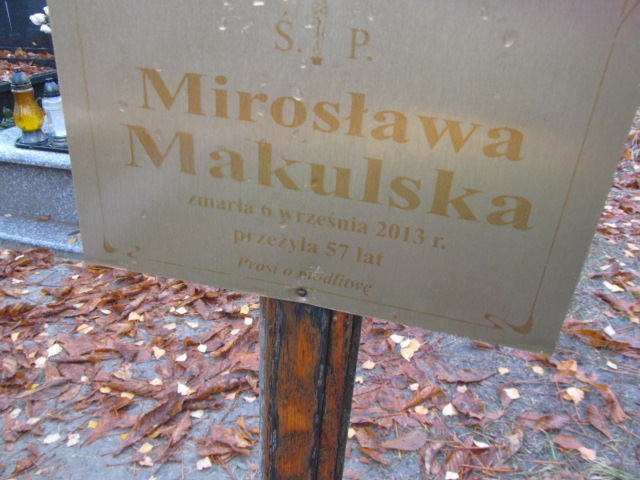 Ś. P.
Mirosława
Makulska
zmarła 6 września 2013 r.
przeżyła 57 lat
Prosi o modlitwę